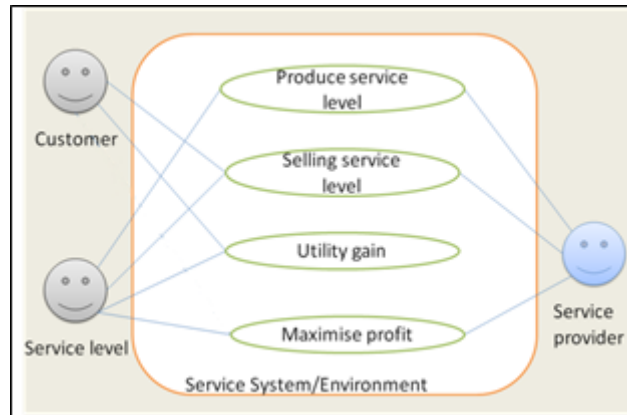 Produce service
level
Customer
Selling service
level
Utility gain
Service level
Service
provider
Maximise profit
Service System/Environment